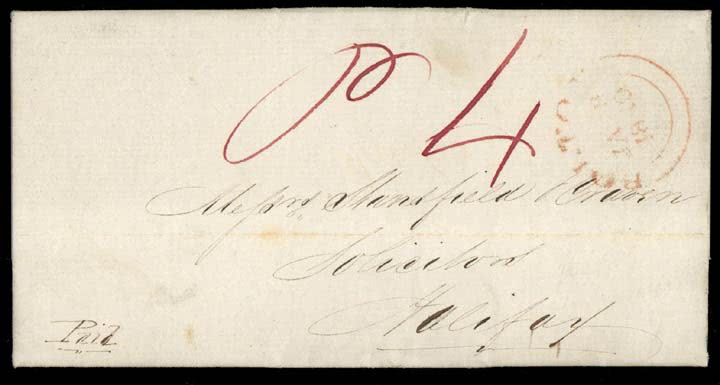 P 4
Messrs. Stansfield & Craven
Solicitors
Halifax
Paid